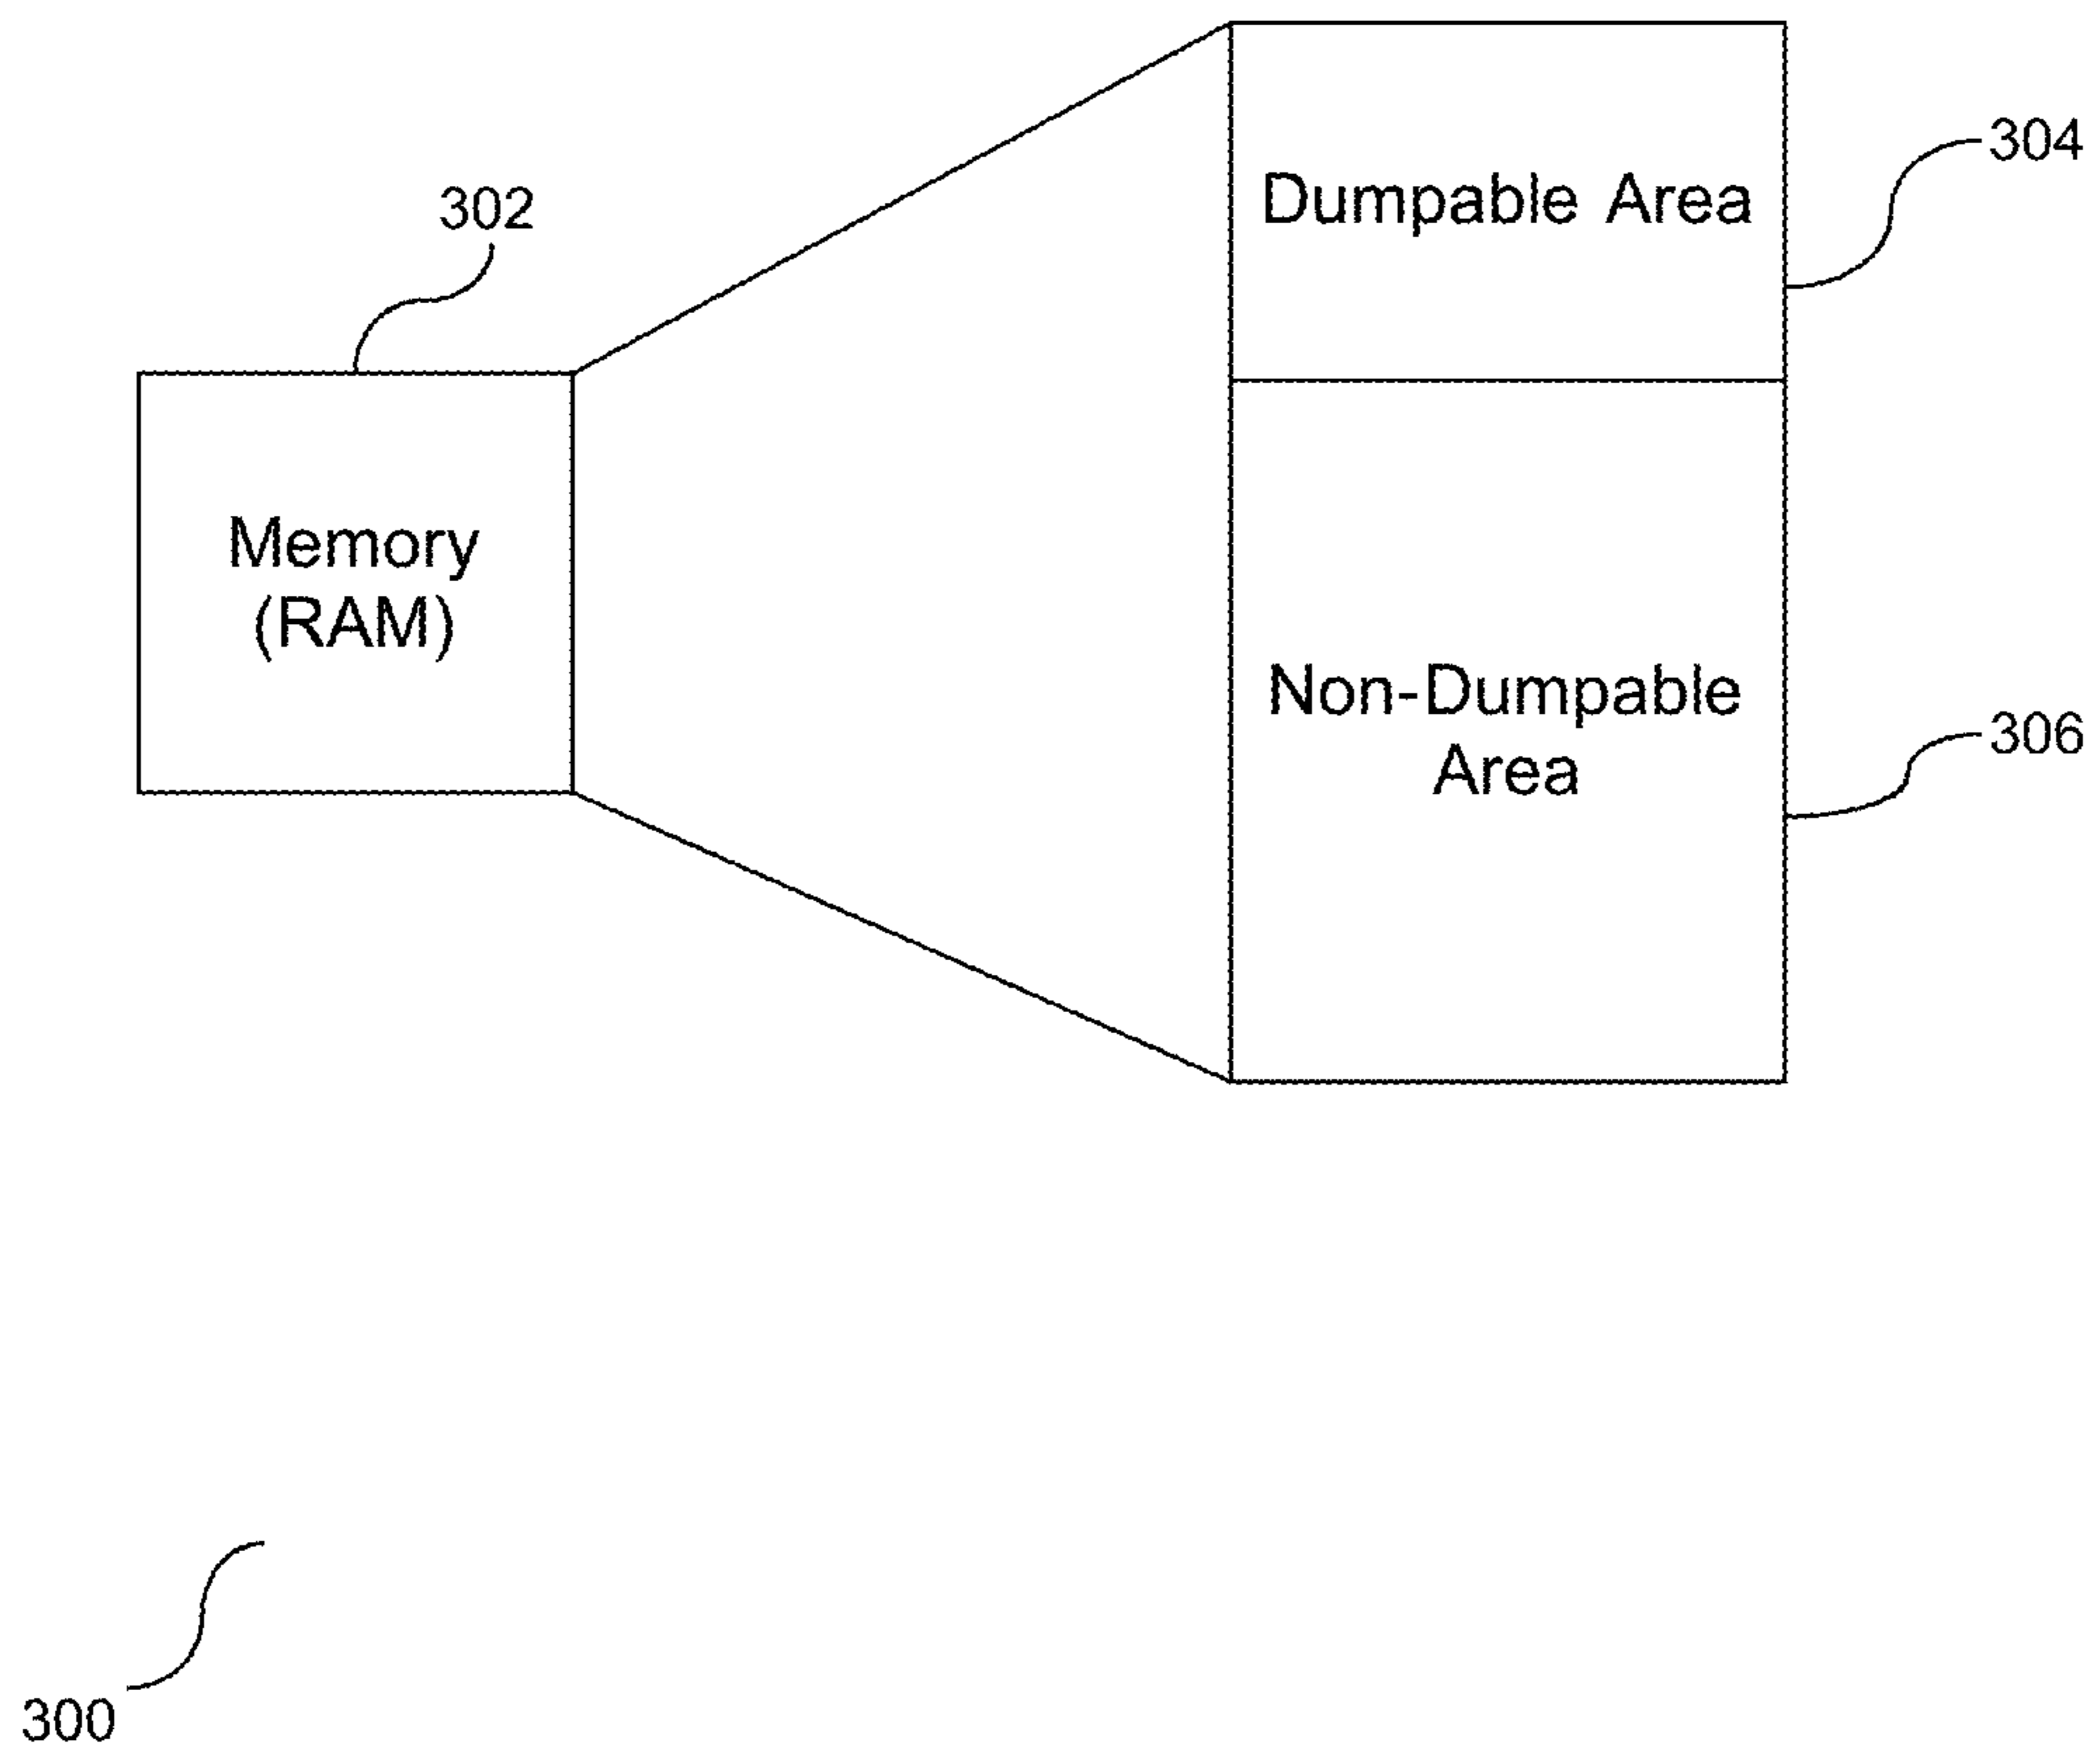 302
Memory
(RAM)
Dumpable Area
304
Non-Dumpable
Area
306
300